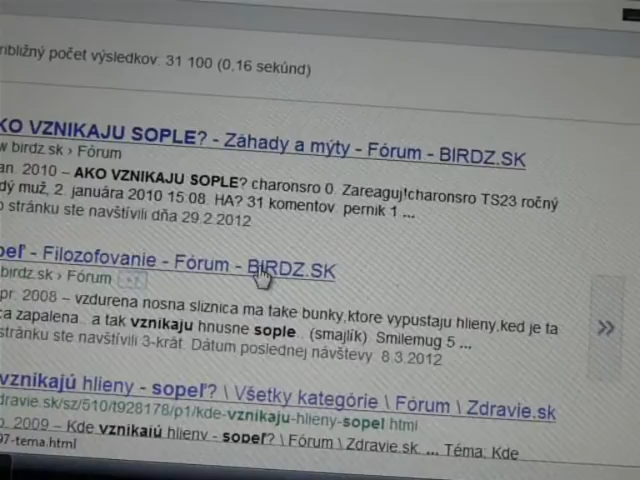 ribližný počet výsledkov: 31 100 (0,16 sekúnd)
KO VZNIKAJU SOPLE? - Záhady a mýty - Fórum - BIRDZ.SK
w birdz.sk › Fórum
an. 2010 – AKO VZNIKAJU SOPLE? charonsro 0. Zareaguj!charonsro TS23 ročný
dý muž, 2. januára 2010 15:08. HA? 31 komentov. pernik 1 ...
o stránku ste navštívili dňa 29.2.2012
peľ - Filozofovanie - Fórum - BIRDZ.SK
birdz.sk › Fórum +1
pr. 2008 – vzdurena nosna sliznica ma take bunky,ktore vypustaju hlieny,ked je ta
ca zapalena.. a tak vznikaju hnusne sople.. (smajlík). Smilemug 5 ...
stránku ste navštívili 3-krát. Dátum poslednej návštevy: 8.3.2012
vznikajú hlieny - sopeľ? \ Všetky kategórie \ Fórum \ Zdravie.sk
dravie.sk/sz/510/t928178/p1/kde-vznikaju-hlieny-sopel.html
. 2009 – Kde vznikajú hlieny - sopeľ? \ Fórum \ Zdravie.sk. ... Téma: Kde
97-tema.html